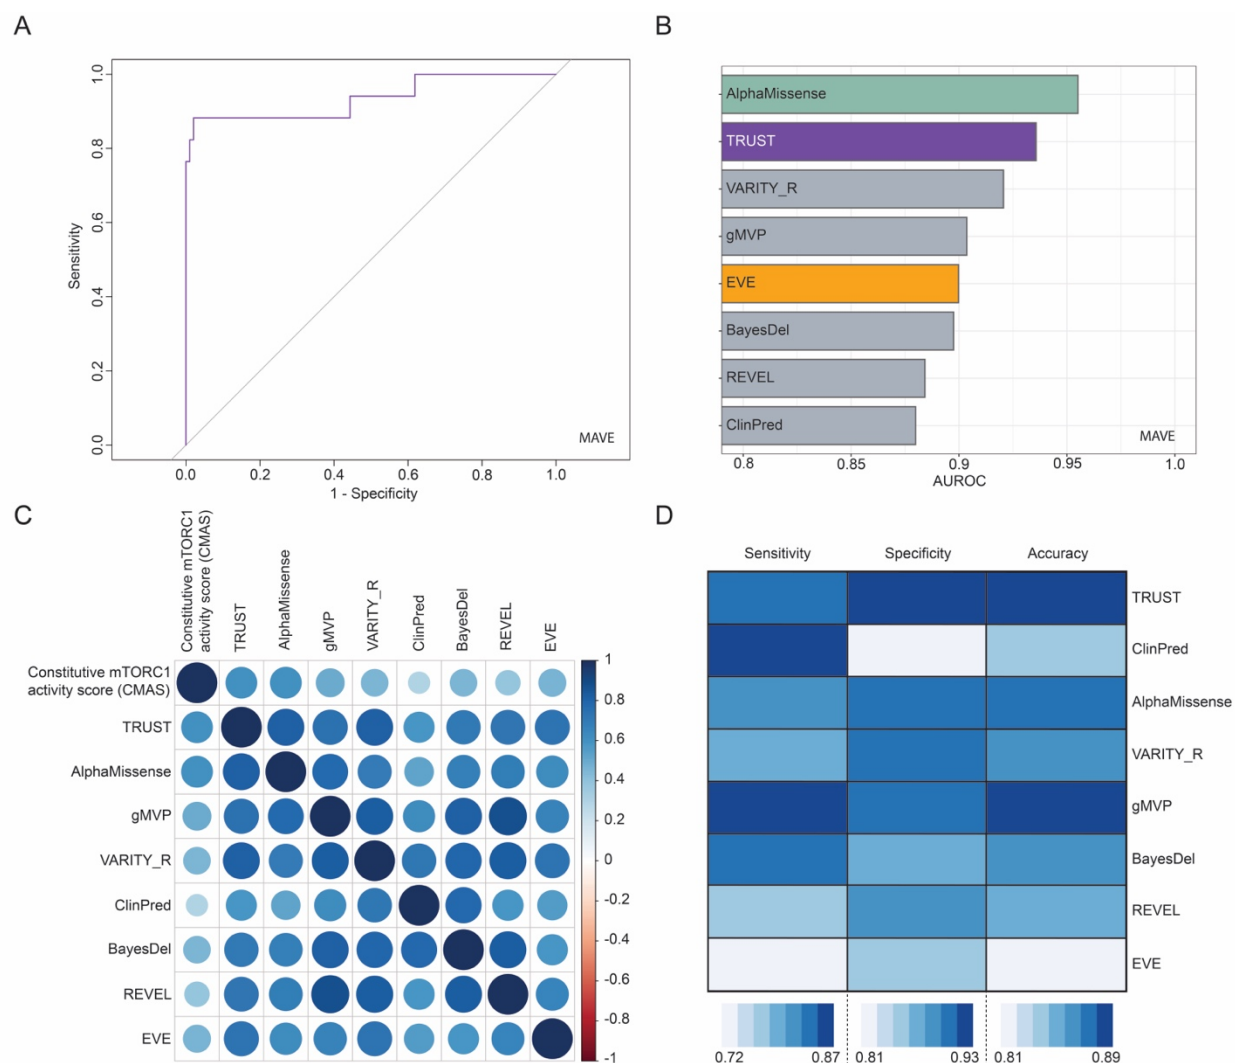 A
1.0
0.8
0.6
0.4
0.2
0.0
Sensitivity
0.0 0.2 0.4 0.6 0.8 1.0
1 - Specificity
MAVE
B
AlphaMissense
TRUST
VARITY_R
gMVP
EVE
BayesDel
REVEL
ClinPred
MAVE
0.8 0.85 0.9 0.95 1.0
AUROC
C
Constitutive mTORC1
activity score (CMAS)
TRUST
AlphaMissense
gMVP
VARITY_R
ClinPred
BayesDel
REVEL
EVE
Constitutive mTORC1
activity score (CMAS)
TRUST
AlphaMissense
gMVP
VARITY_R
ClinPred
BayesDel
REVEL
EVE
1
0.8
0.6
0.4
0.2
0
-0.2
-0.4
-0.6
-0.8
-1
D
Sensitivity Specificity Accuracy
TRUST
ClinPred
AlphaMissense
VARITY_R
gMVP
BayesDel
REVEL
EVE
0.72 0.87 0.81 0.93 0.81 0.89